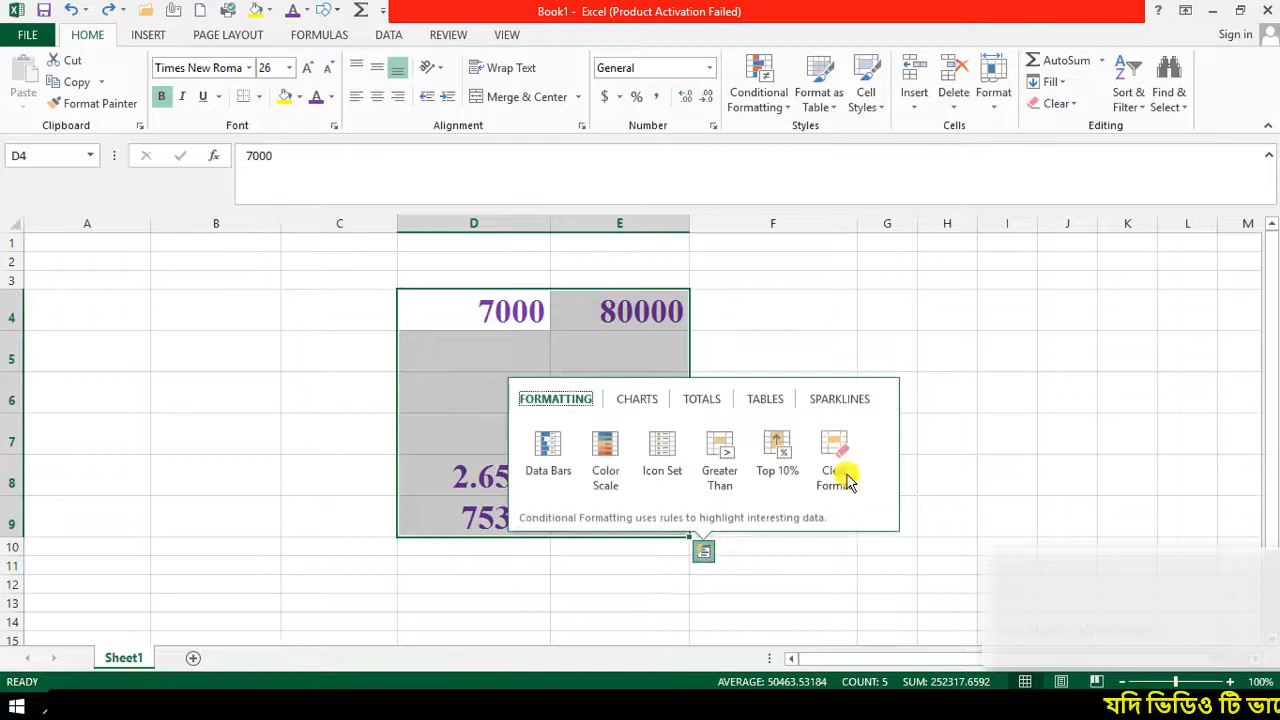 Book1 - Excel (Product Activation Failed)
?
FILE HOME INSERT PAGE LAYOUT FORMULAS DATA REVIEW VIEW Sign in
Paste Cut Copy Format Painter
Times New Roma 26
B I U A
Wrap Text
Merge & Center
General
$ % ,
Conditional Formatting
Format as Table
Cell Styles
Insert Delete Format
AutoSum
Fill
Clear
Sort & Filter
Find & Select
Clipboard Font Alignment Number Styles Cells Editing
D4 fx 7000
A B C D E F G H I J K L M
1
2
3
4 7000 80000
5
6
7
8 2.65
9 753
10
11
12
13
14
15
FORMATTING CHARTS TOTALS TABLES SPARKLINES
Data Bars
Color Scale
Icon Set
Greater Than
Top 10%
Conditional Formatting uses rules to highlight interesting data.
Sheet1
READY AVERAGE: 50463.53184 COUNT: 5 SUM: 252317.6592 100%
যদি ভিডিও টি